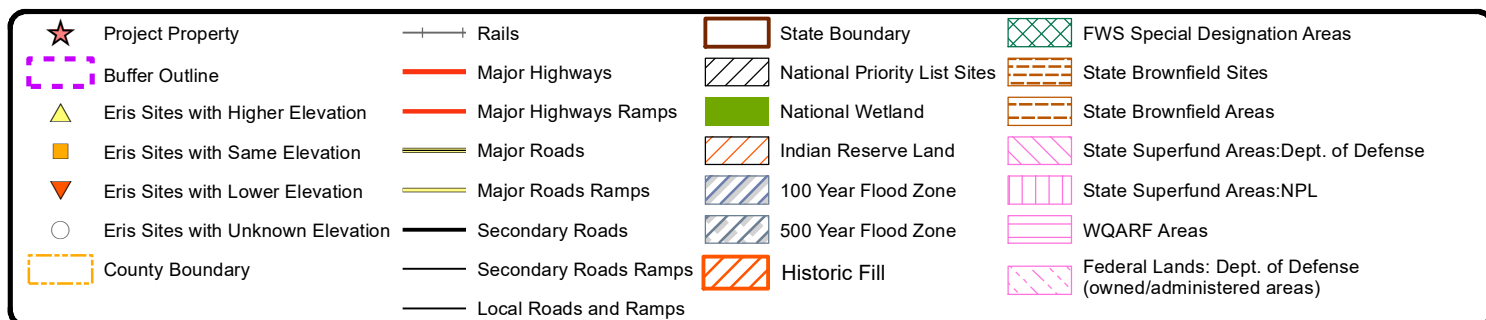 Project Property
Buffer Outline
Eris Sites with Higher Elevation
Eris Sites with Same Elevation
Eris Sites with Lower Elevation
Eris Sites with Unknown Elevation
County Boundary
Rails
Major Highways
Major Highways Ramps
Major Roads
Major Roads Ramps
Secondary Roads
Secondary Roads Ramps
Local Roads and Ramps
State Boundary
National Priority List Sites
National Wetland
Indian Reserve Land
100 Year Flood Zone
500 Year Flood Zone
Historic Fill
FWS Special Designation Areas
State Brownfield Sites
State Brownfield Areas
State Superfund Areas:Dept. of Defense
State Superfund Areas:NPL
WQARF Areas
Federal Lands: Dept. of Defense
(owned/administered areas)